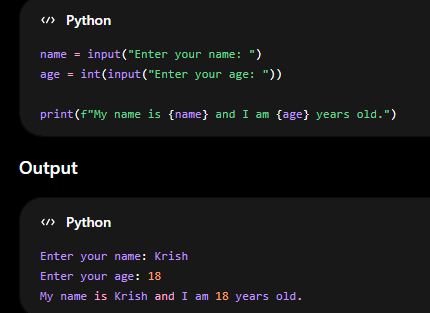 Python
name = input("Enter your name: ")
age = int(input("Enter your age: "))
print(f"My name is {name} and I am {age} years old.")
Output
Python
Enter your name: Krish
Enter your age: 18
My name is Krish and I am 18 years old.